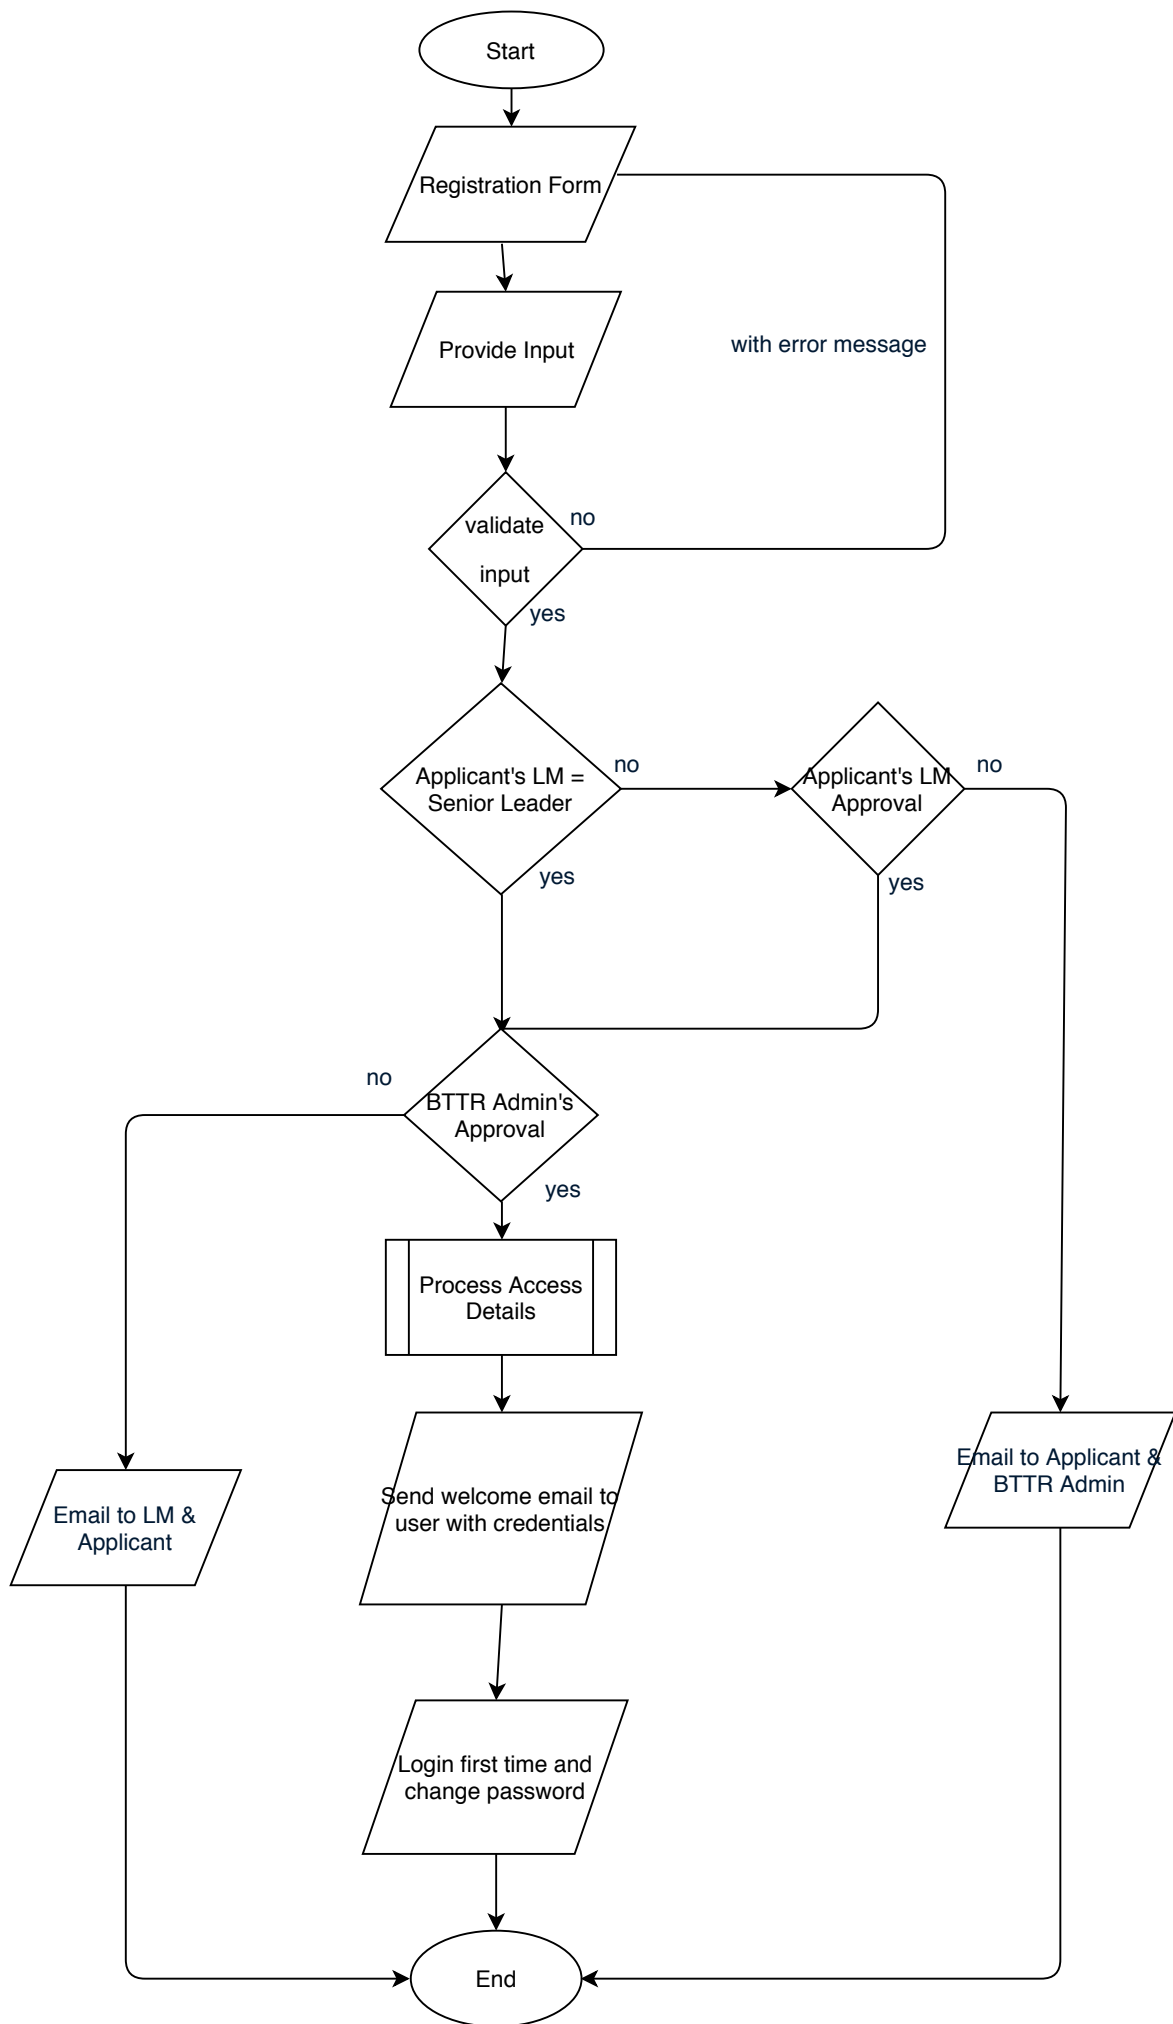 Start
Registration Form
Provide Input
with error message
validate
input
no
yes
Applicant's LM =
Senior Leader
no
yes
Applicant's LM
Approval
no
yes
BTTR Admin's
Approval
no
yes
Process Access
Details
Send welcome email to
user with credentials
Email to Applicant &
BTTR Admin
Email to LM &
Applicant
Login first time and
change password
End